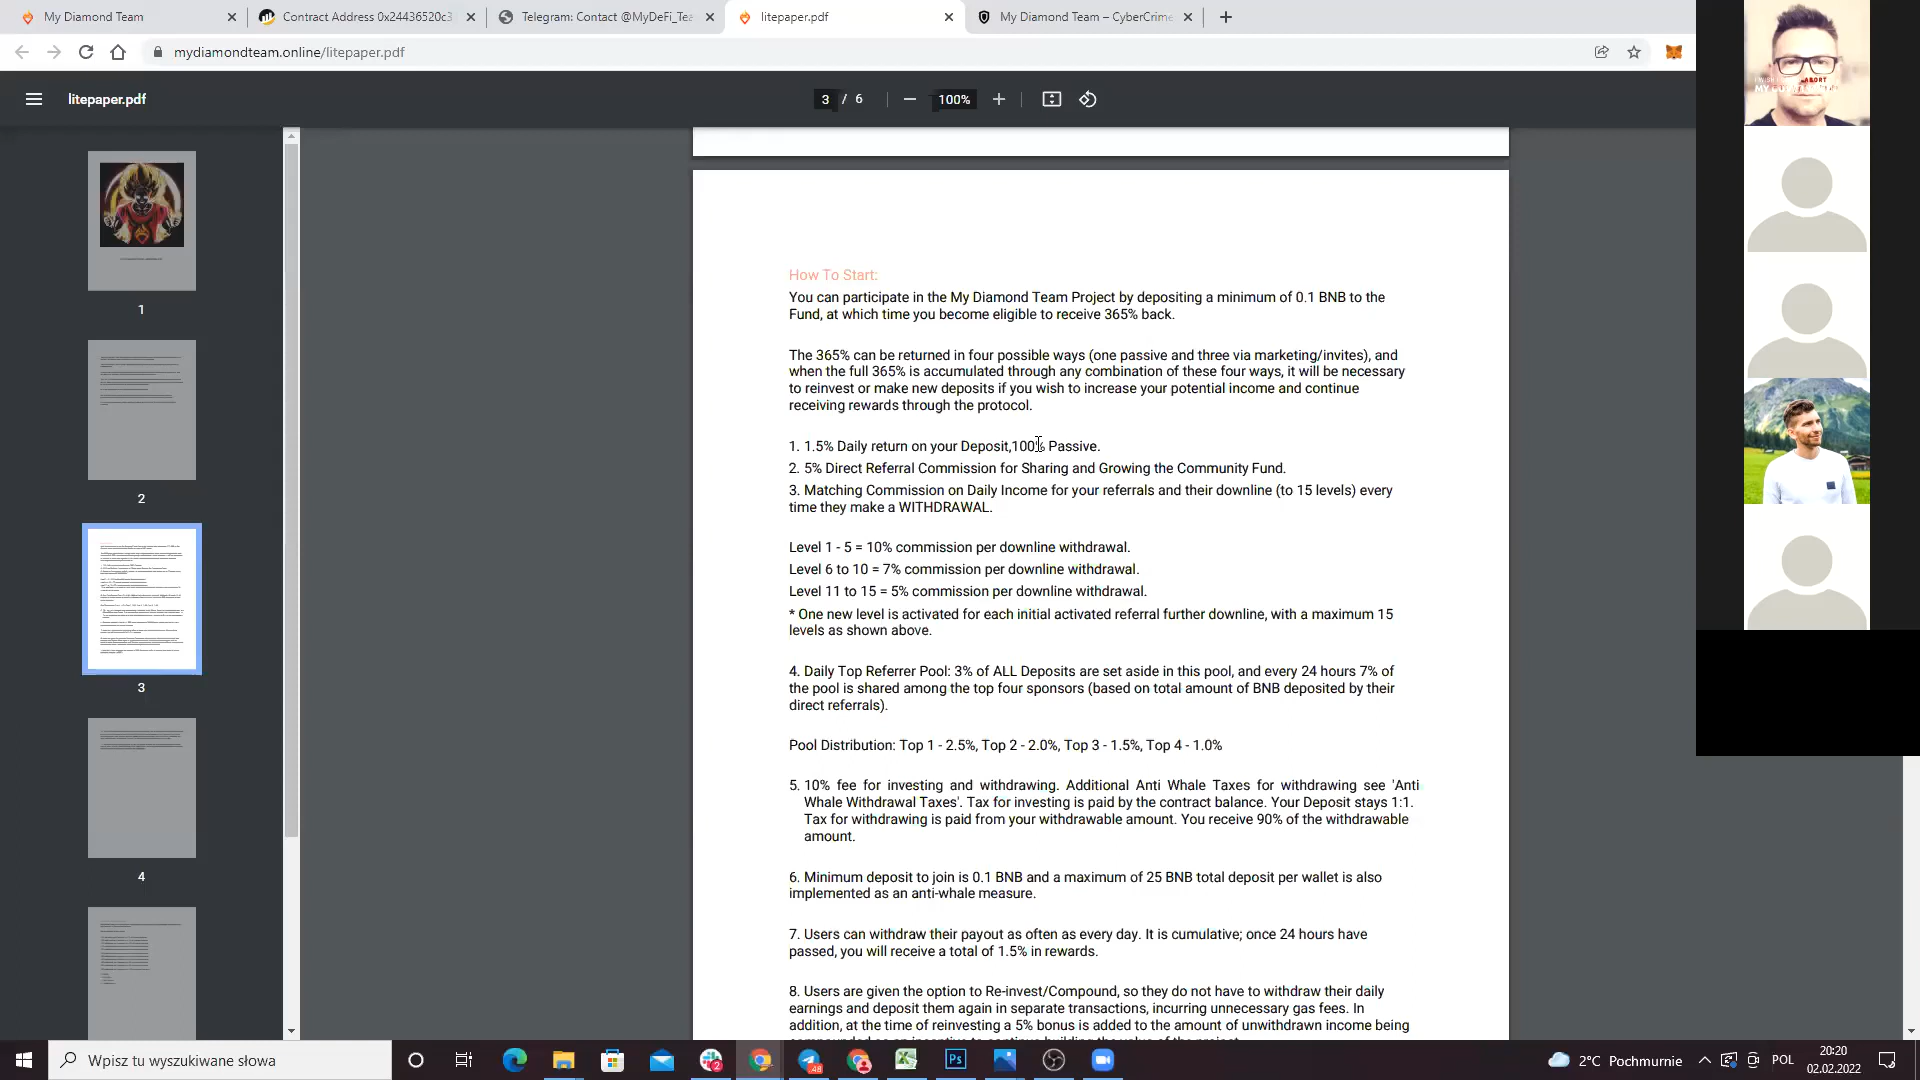 My Diamond Team
Contract Address 0x24436520c3
Telegram: Contact @MyDeFi_Tea
litepaper.pdf
My Diamond Team – CyberCrime
mydiamondteam.online/litepaper.pdf
litepaper.pdf
3 / 6
100%
1
2
3
4
How To Start:
You can participate in the My Diamond Team Project by depositing a minimum of 0.1 BNB to the
Fund, at which time you become eligible to receive 365% back.
The 365% can be returned in four possible ways (one passive and three via marketing/invites), and
when the full 365% is accumulated through any combination of these four ways, it will be necessary
to reinvest or make new deposits if you wish to increase your potential income and continue
receiving rewards through the protocol.
1. 1.5% Daily return on your Deposit,100% Passive.
2. 5% Direct Referral Commission for Sharing and Growing the Community Fund.
3. Matching Commission on Daily Income for your referrals and their downline (to 15 levels) every
time they make a WITHDRAWAL.
Level 1 - 5 = 10% commission per downline withdrawal.
Level 6 to 10 = 7% commission per downline withdrawal.
Level 11 to 15 = 5% commission per downline withdrawal.
* One new level is activated for each initial activated referral further downline, with a maximum 15
levels as shown above.
4. Daily Top Referrer Pool: 3% of ALL Deposits are set aside in this pool, and every 24 hours 7% of
the pool is shared among the top four sponsors (based on total amount of BNB deposited by their
direct referrals).
Pool Distribution: Top 1 - 2.5%, Top 2 - 2.0%, Top 3 - 1.5%, Top 4 - 1.0%
5. 10% fee for investing and withdrawing. Additional Anti Whale Taxes for withdrawing see 'Anti
Whale Withdrawal Taxes'. Tax for investing is paid by the contract balance. Your Deposit stays 1:1.
Tax for withdrawing is paid from your withdrawable amount. You receive 90% of the withdrawable
amount.
6. Minimum deposit to join is 0.1 BNB and a maximum of 25 BNB total deposit per wallet is also
implemented as an anti-whale measure.
7. Users can withdraw their payout as often as every day. It is cumulative; once 24 hours have
passed, you will receive a total of 1.5% in rewards.
8. Users are given the option to Re-invest/Compound, so they do not have to withdraw their daily
earnings and deposit them again in separate transactions, incurring unnecessary gas fees. In
addition, at the time of reinvesting a 5% bonus is added to the amount of unwithdrawn income being
Wpisz tu wyszukiwane słowa
2°C Pochmurnie
POL
20:20
02.02.2022